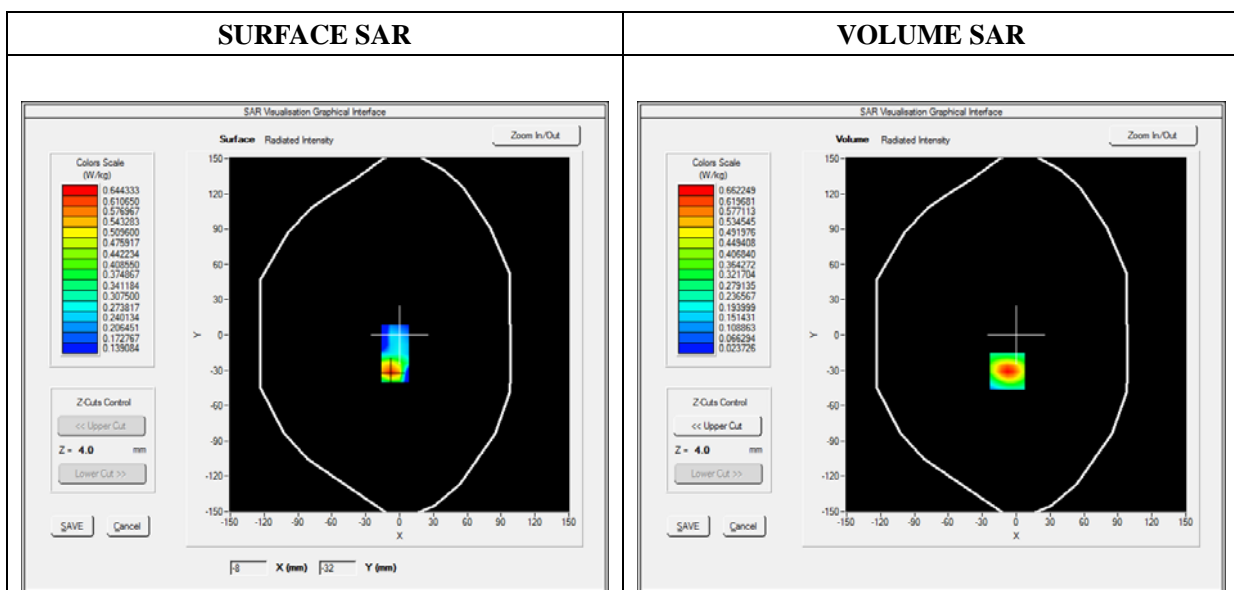 SURFACE SAR
VOLUME SAR
SAR Visualisation Graphical Interface
Surface Radiated Intensity
Zoom In/Out
Colors Scale
(W/kg)
0.644333
0.610650
0.576967
0.543283
0.509600
0.475917
0.442234
0.408550
0.374867
0.341184
0.307500
0.273817
0.240134
0.206451
0.172767
0.139084
150
120
90
60
30
0
-30
-60
-90
-120
-150
Y
-150 -120 -90 -60 -30 0 30 60 90 120 150
X
Z-Cuts Control
<< Upper Cut
Z = 4.0 mm
Lower Cut >>
SAVE Cancel
-8 X (mm) -32 Y (mm)
SAR Visualisation Graphical Interface
Volume Radiated Intensity
Zoom In/Out
Colors Scale
(W/kg)
0.662249
0.619681
0.577113
0.534545
0.491976
0.449408
0.406840
0.364272
0.321704
0.279135
0.236567
0.193999
0.151431
0.108863
0.066294
0.023726
150
120
90
60
30
0
-30
-60
-90
-120
-150
Y
-150 -120 -90 -60 -30 0 30 60 90 120 150
X
Z-Cuts Control
<< Upper Cut
Z = 4.0 mm
Lower Cut >>
SAVE Cancel